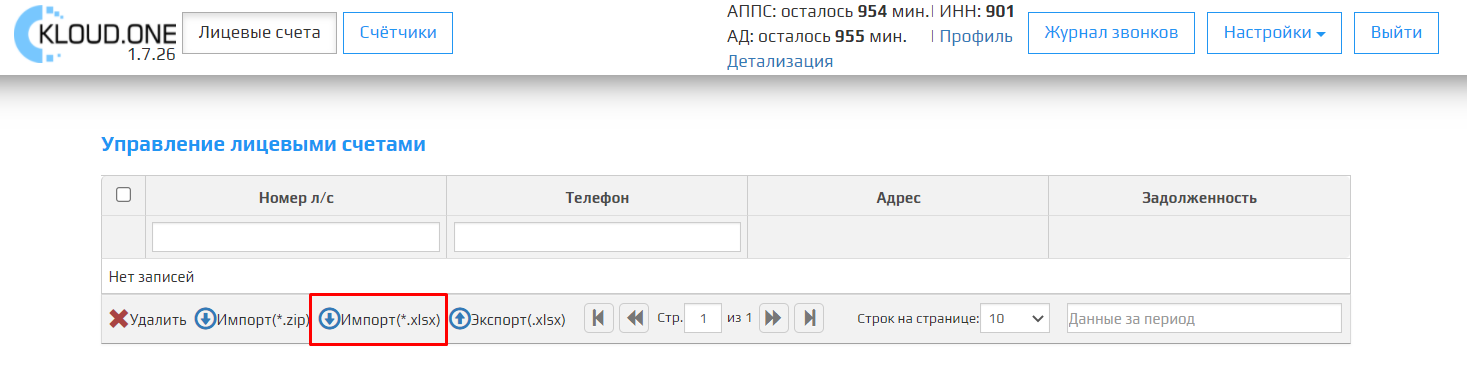 KLOUD.ONE
1.7.26
Лицевые счета
Счётчики
АППС: осталось 954 мин.
АД: осталось 955 мин.
Детализация
| ИНН: 901
| Профиль
Журнал звонков
Настройки
Выйти
Управление лицевыми счетами
Номер л/с
Телефон
Адрес
Задолженность
Нет записей
Удалить
Импорт(*.zip)
Импорт(*.xlsx)
Экспорт(.xlsx)
Стр. 1 из 1
Строк на странице: 10
Данные за период